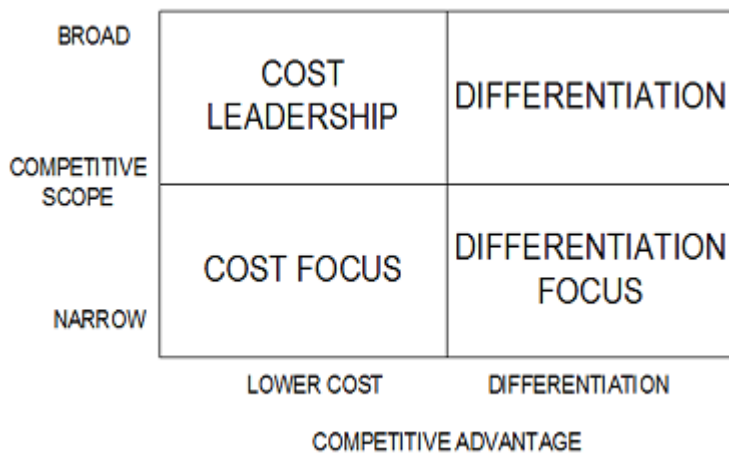 BROAD
COST
LEADERSHIP
DIFFERENTIATION
COMPETITIVE
SCOPE
COST FOCUS
DIFFERENTIATION
FOCUS
NARROW
LOWER COST
DIFFERENTIATION
COMPETITIVE ADVANTAGE